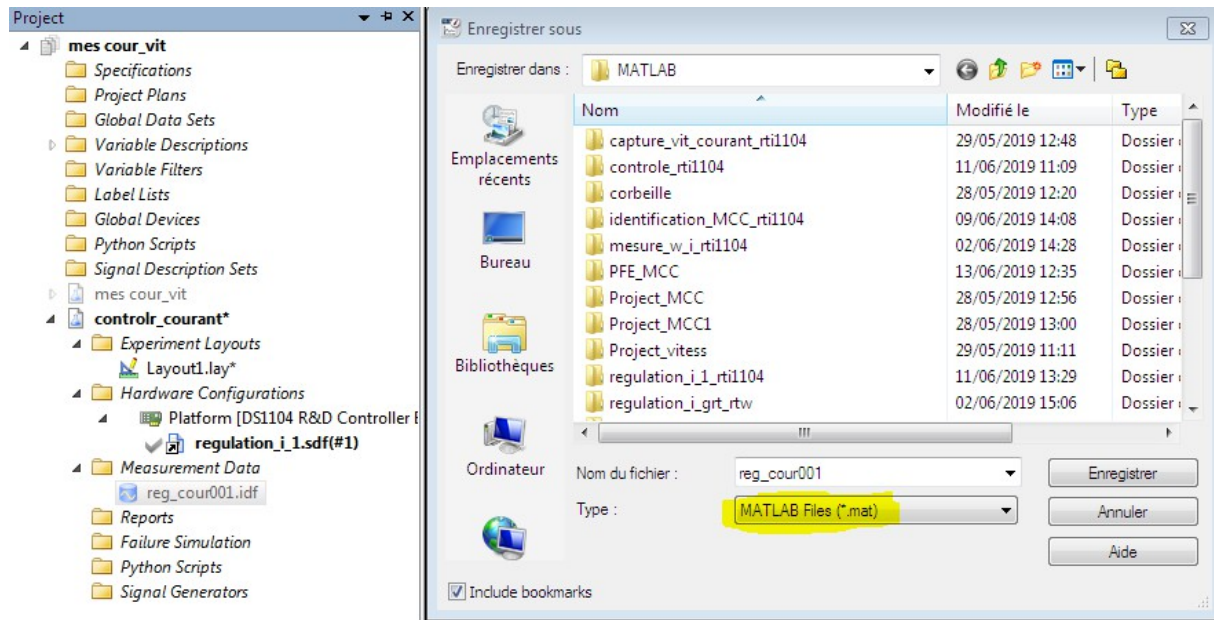 Project
mes cour_vit
Specifications
Project Plans
Global Data Sets
Variable Descriptions
Variable Filters
Label Lists
Global Devices
Python Scripts
Signal Description Sets
mes cour_vit
controlr_courant*
Experiment Layouts
Layout1.lay*
Hardware Configurations
Platform [DS1104 R&D Controller
regulation_i_1.sdf(#1)
Measurement Data
reg_cour001.idf
Reports
Failure Simulation
Python Scripts
Signal Generators
Enregistrer sous
Enregistrer dans : MATLAB
Emplacements récents
Bureau
Bibliothèques
Ordinateur
Nom Modifié le Type
capture_vit_courant_rti1104 29/05/2019 12:48 Dossier
controle_rti1104 11/06/2019 11:09 Dossier
corbeille 28/05/2019 12:20 Dossier
identification_MCC_rti1104 09/06/2019 14:08 Dossier
mesure_w_i_rti1104 02/06/2019 14:28 Dossier
PFE_MCC 13/06/2019 12:35 Dossier
Project_MCC 28/05/2019 12:56 Dossier
Project_MCC1 28/05/2019 13:00 Dossier
Project_vitess 29/05/2019 11:11 Dossier
regulation_i_1_rti1104 11/06/2019 13:29 Dossier
regulation_i_grt_rtw 02/06/2019 15:06 Dossier
Nom du fichier : reg_cour001 Enregistrer
Type : MATLAB Files (*.mat) Annuler
Aide
Include bookmarks